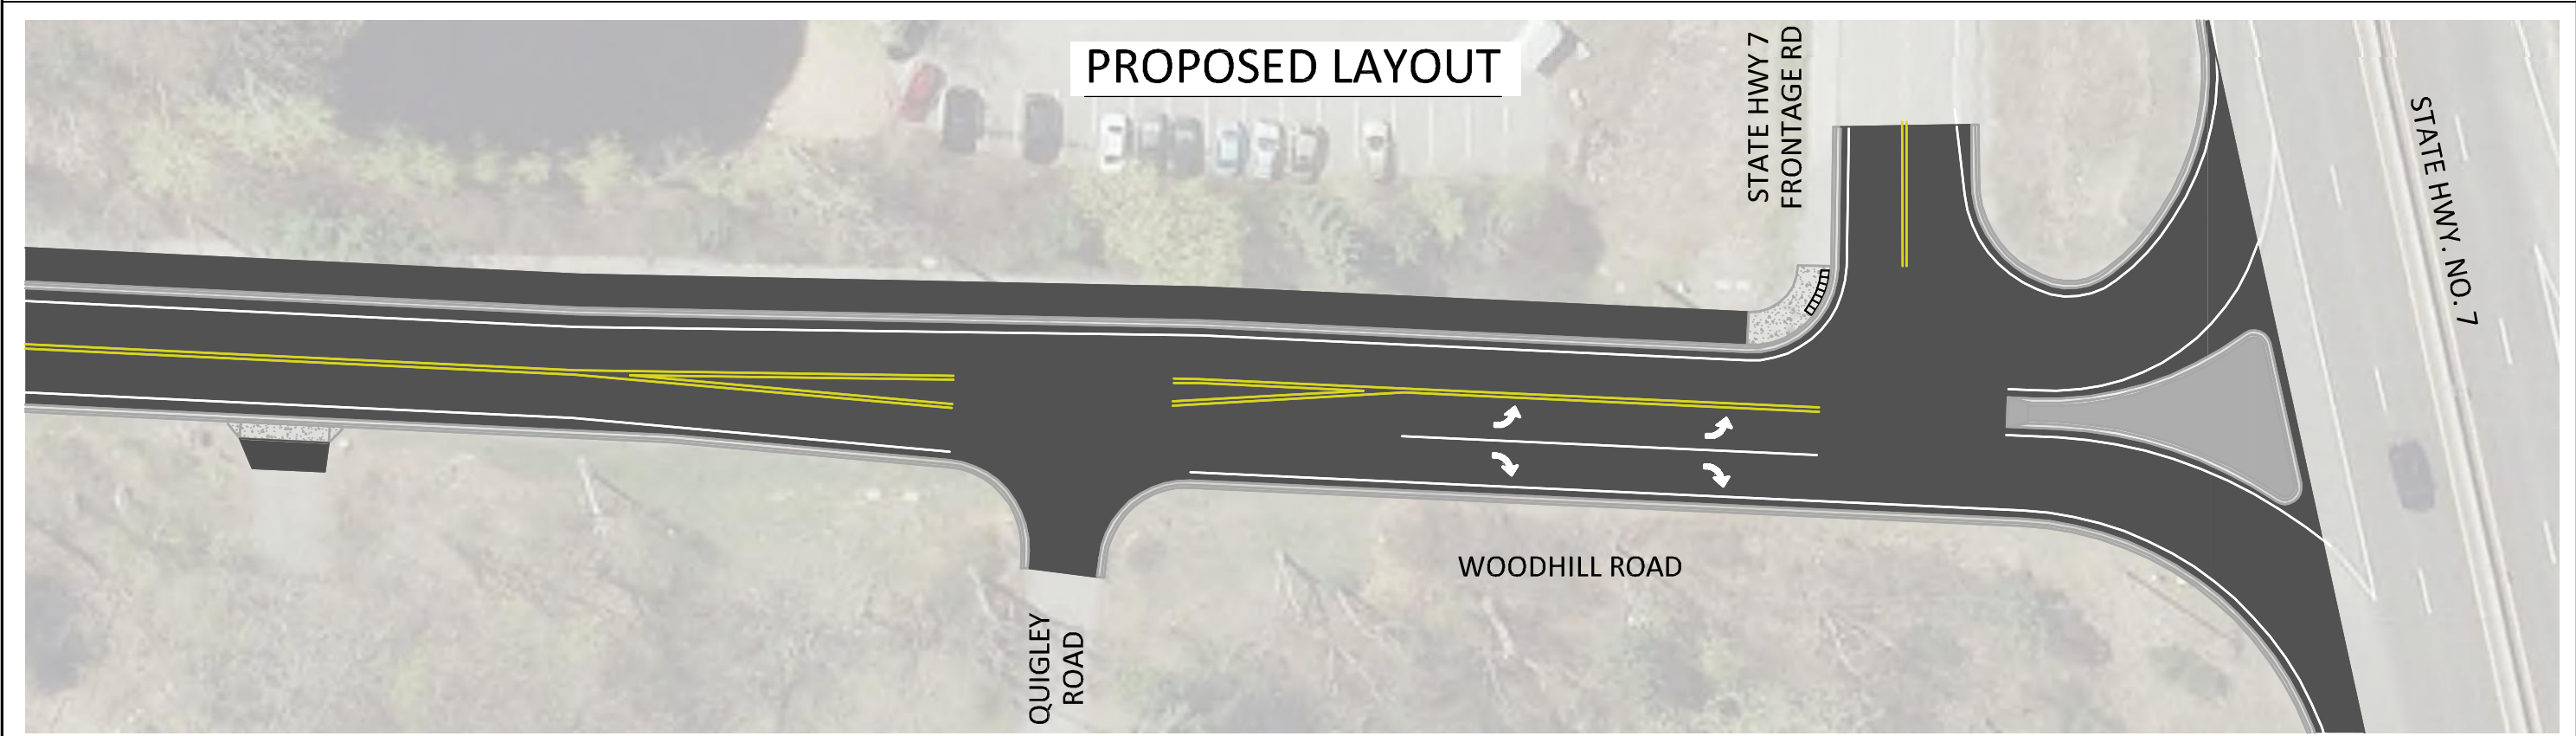 PROPOSED LAYOUT
STATE HWY 7
FRONTAGE RD
STATE HWY. NO. 7
WOODHILL ROAD
QUIGLEY
ROAD